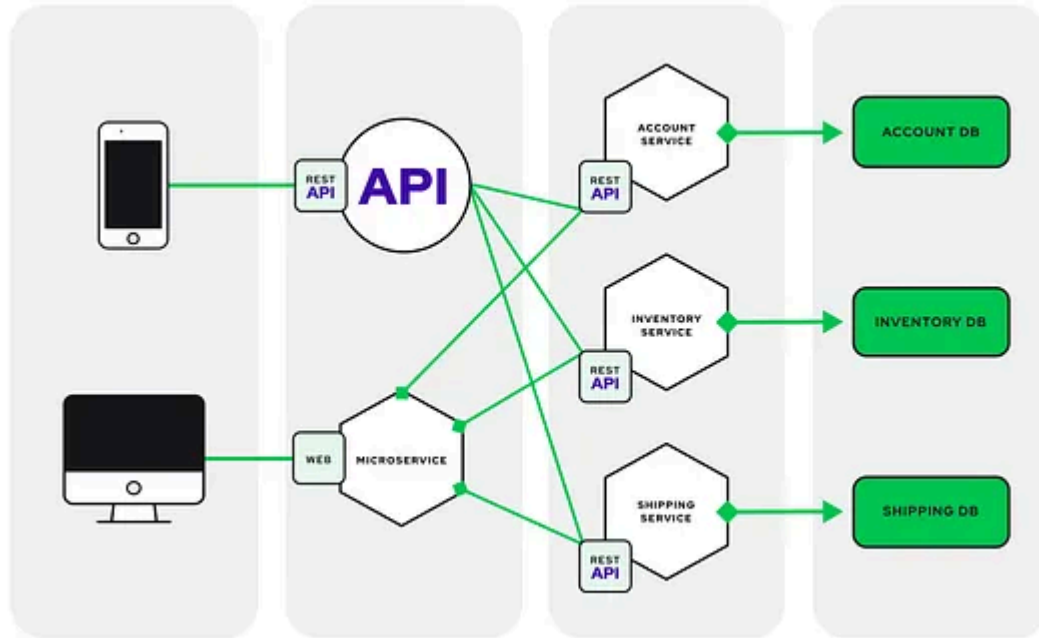 REST
API
API
WEB
MICROSERVICE
ACCOUNT
SERVICE
REST
API
INVENTORY
SERVICE
REST
API
SHIPPING
SERVICE
REST
API
ACCOUNT DB
INVENTORY DB
SHIPPING DB